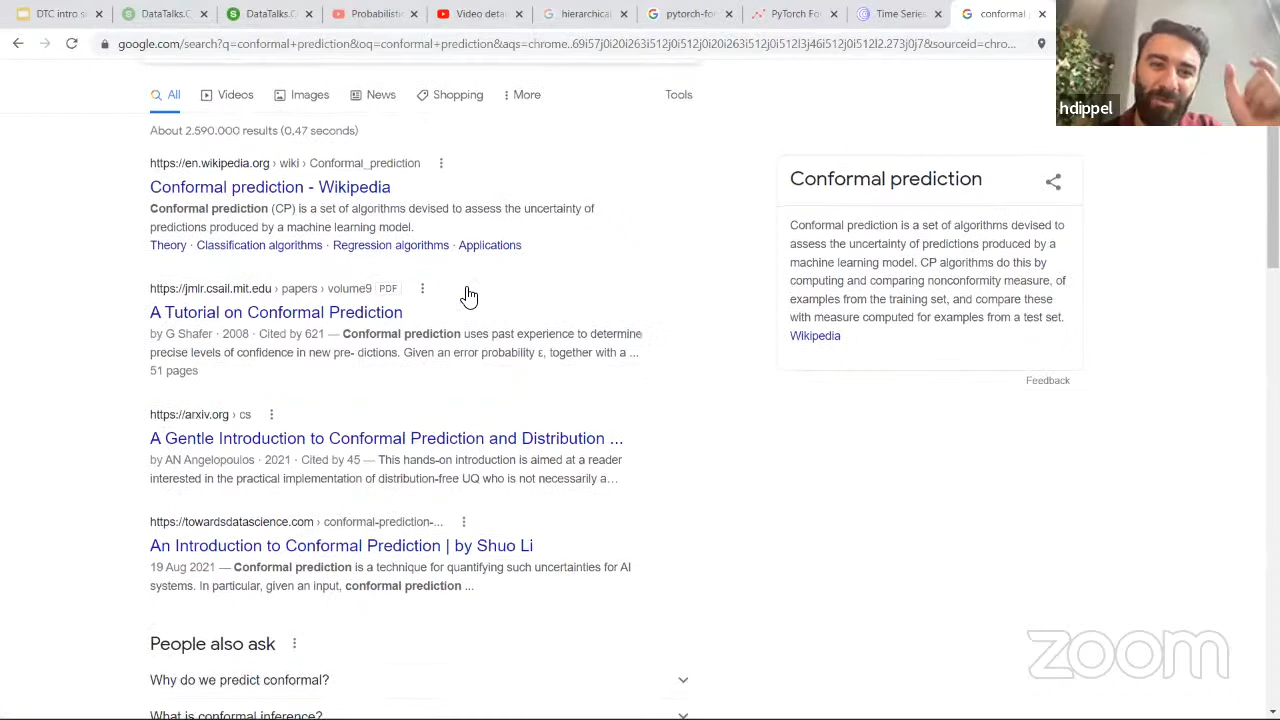 DTC intro s
DataTalks.C
DataTalks.C
Probabilisti
Video detai
hierarchical
pytorch-for
PyTorch Fo
Time Series
conformal
google.com/search?q=conformal+prediction&oq=conformal+prediction&aqs=chrome..69i57j0i20i263i512j0i512j0i20i263i512j0i512l3j46i512j0i512l2.273j0j7&sourceid=chro...
hdippel
All
Videos
Images
News
Shopping
More
Tools
About 2.590.000 results (0,47 seconds)
https://en.wikipedia.org › wiki › Conformal_prediction
Conformal prediction - Wikipedia
Conformal prediction (CP) is a set of algorithms devised to assess the uncertainty of
predictions produced by a machine learning model.
Theory · Classification algorithms · Regression algorithms · Applications
https://jmlr.csail.mit.edu › papers › volume9 PDF
A Tutorial on Conformal Prediction
by G Shafer · 2008 · Cited by 621 — Conformal prediction uses past experience to determine
precise levels of confidence in new pre- dictions. Given an error probability ε, together with a ...
51 pages
https://arxiv.org › cs
A Gentle Introduction to Conformal Prediction and Distribution ...
by AN Angelopoulos · 2021 · Cited by 45 — This hands-on introduction is aimed at a reader
interested in the practical implementation of distribution-free UQ who is not necessarily a...
https://towardsdatascience.com › conformal-prediction-...
An Introduction to Conformal Prediction | by Shuo Li
19 Aug 2021 — Conformal prediction is a technique for quantifying such uncertainties for AI
systems. In particular, given an input, conformal prediction ...
People also ask
Why do we predict conformal?
What is conformal inference?
Conformal prediction
Conformal prediction is a set of algorithms devised to
assess the uncertainty of predictions produced by a
machine learning model. CP algorithms do this by
computing and comparing nonconformity measure, of
examples from the training set, and compare these
with measure computed for examples from a test set.
Wikipedia
Feedback
zoom